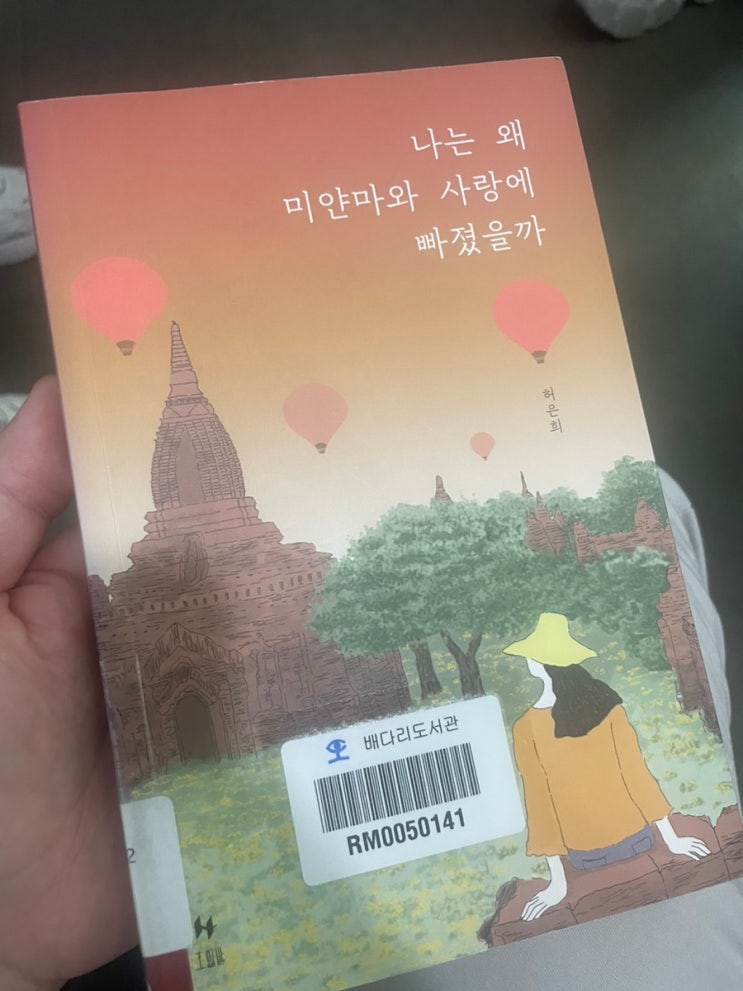 나는 왜
미얀마와 사랑에
빠졌을까
허은희
배다리도서관
RM0050141
2